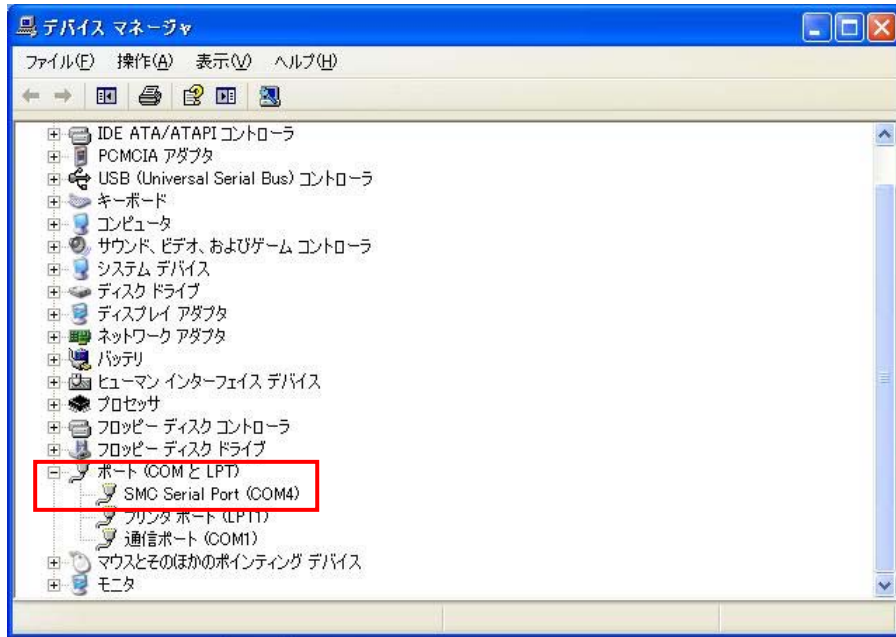 デバイス マネージャ
ファイル(F) 操作(A) 表示(V) ヘルプ(H)
IDE ATA/ATAPI コントローラ
PCMCIA アダプタ
USB (Universal Serial Bus) コントローラ
キーボード
コンピュータ
サウンド、ビデオ、およびゲーム コントローラ
システム デバイス
ディスク ドライブ
ディスプレイ アダプタ
ネットワーク アダプタ
バッテリ
ヒューマン インターフェイス デバイス
プロセッサ
フロッピー ディスク コントローラ
フロッピー ディスク ドライブ
ポート (COM と LPT)
SMC Serial Port (COM4)
プリンタ ポート (LPT1)
通信ポート (COM1)
マウスとそのほかのポインティング デバイス
モニタ